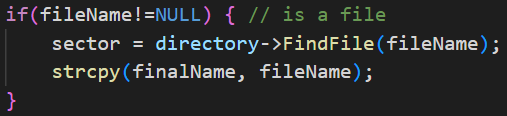 if(fileName!=NULL) { // is a file
    sector = directory->FindFile(fileName);
    strcpy(finalName, fileName);
}